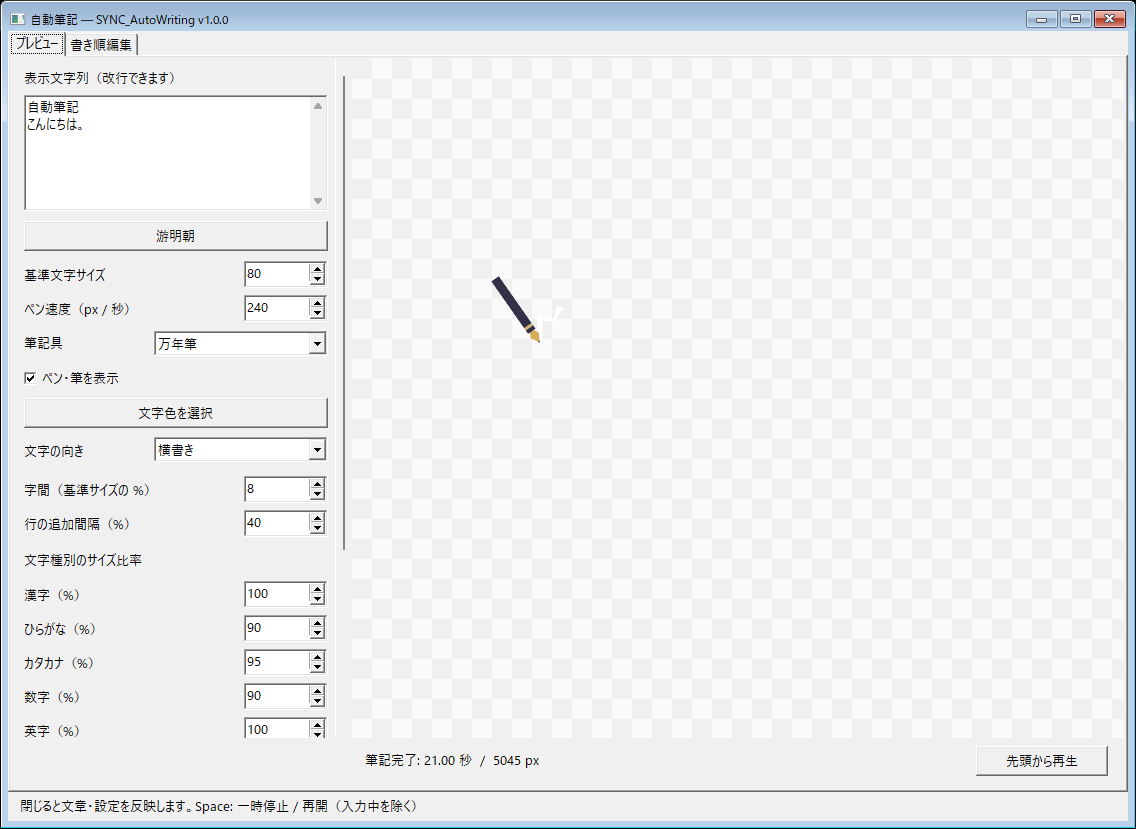 自動筆記 — SYNC_AutoWriting v1.0.0
プレビュー 書き順編集
表示文字列（改行できます）
自動筆記
こんにちは。
游明朝
基準文字サイズ 80
ペン速度（px / 秒） 240
筆記具 万年筆
ペン・筆を表示
文字色を選択
文字の向き 横書き
字間（基準サイズの %） 8
行の追加間隔（%） 40
文字種別のサイズ比率
漢字（%） 100
ひらがな（%） 90
カタカナ（%） 95
数字（%） 90
英字（%） 100
筆記完了: 21.00 秒 / 5045 px
先頭から再生
閉じると文章・設定を反映します。Space: 一時停止 / 再開（入力中を除く）